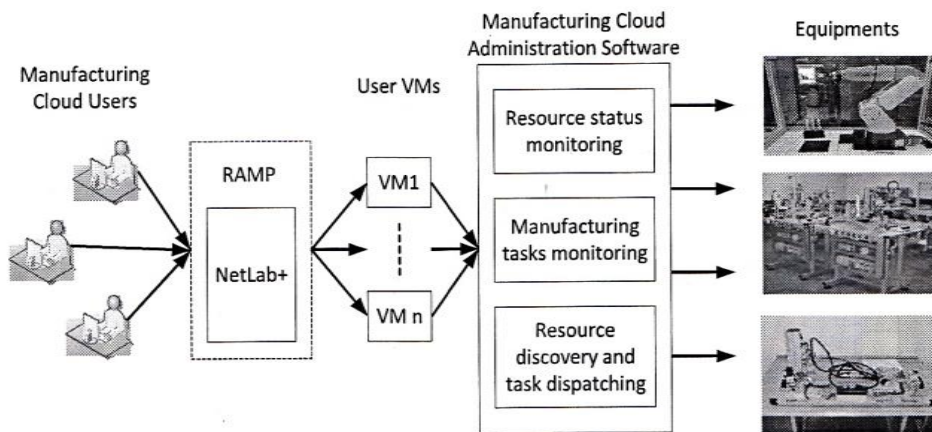 Manufacturing
Cloud Users
RAMP
NetLab+
User VMs
VM1
VM n
Manufacturing Cloud
Administration Software
Resource status
monitoring
Manufacturing
tasks monitoring
Resource
discovery and
task dispatching
Equipments